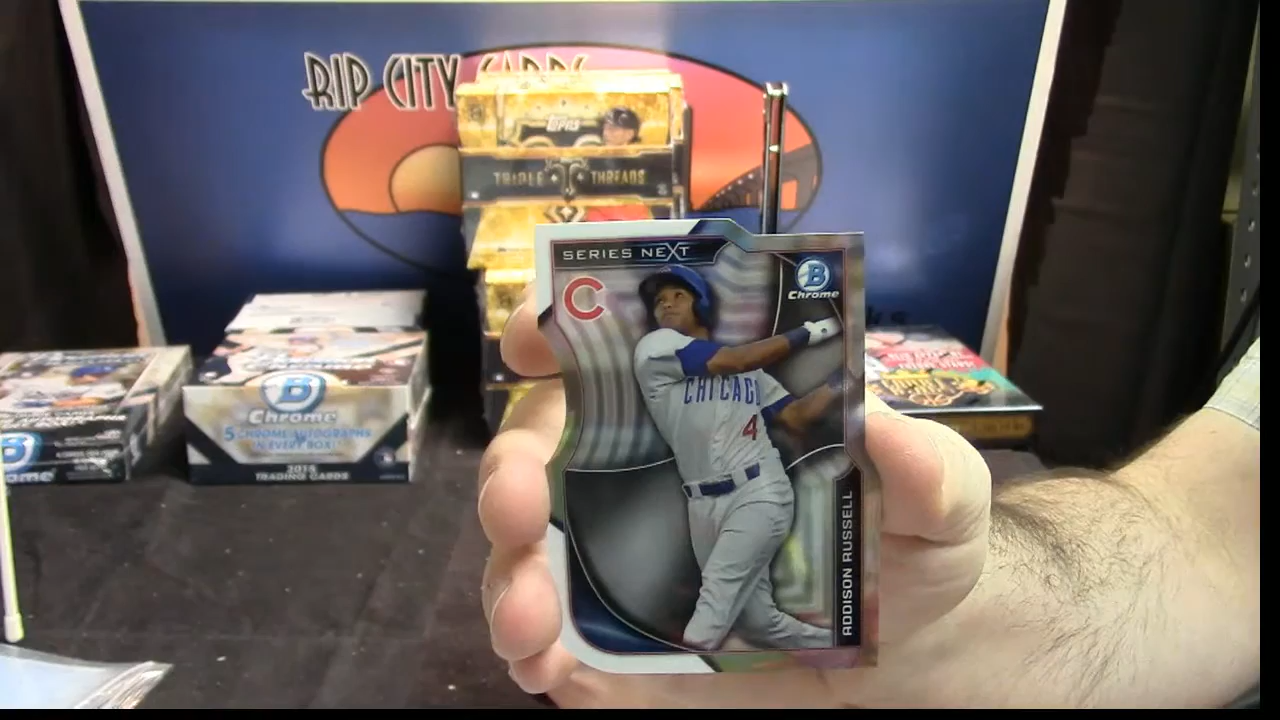 RIP CITY CARDS
Topps
TRIPLE THREADS
SERIES NEXT
C
B
Chrome
CHICAGO
4
ADDISON RUSSELL
B
Chrome
5 CHROME AUTOGRAPHS
IN EVERY BOX!
2015
TRADING CARDS
B